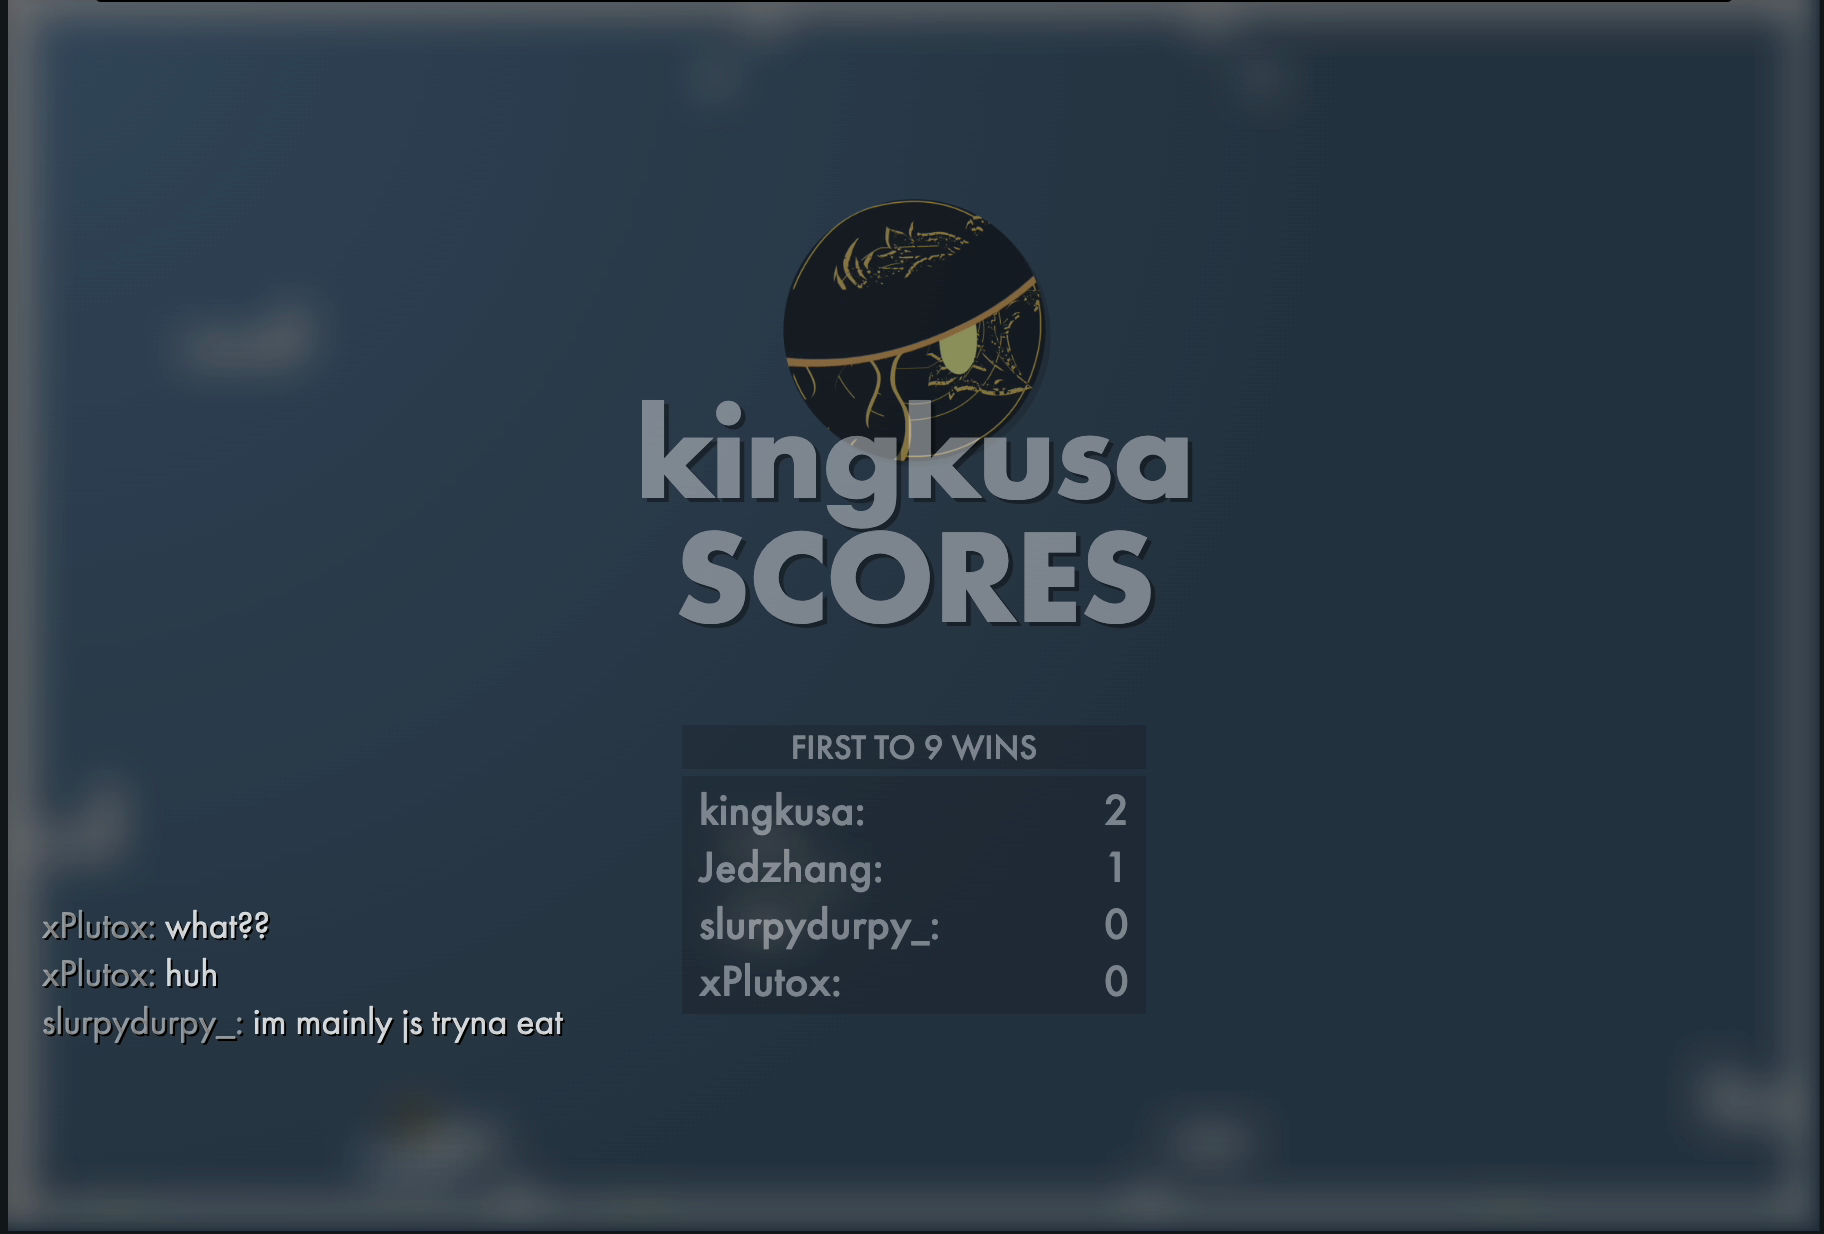 kingkusa
SCORES
FIRST TO 9 WINS
kingkusa: 2
Jedzhang: 1
slurpydurpy_: 0
xPlutox: 0
xPlutox: what??
xPlutox: huh
slurpydurpy_: im mainly js tryna eat